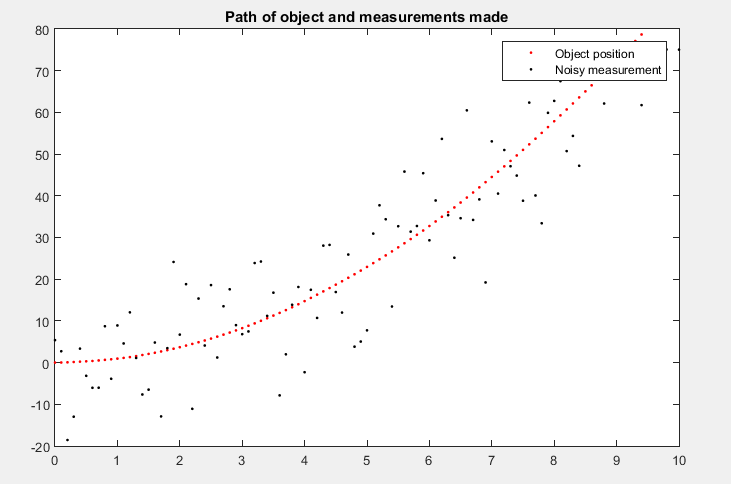 Path of object and measurements made
80
70
60
50
40
30
20
10
0
-10
-20
Object position
Noisy measurement
0 1 2 3 4 5 6 7 8 9 10